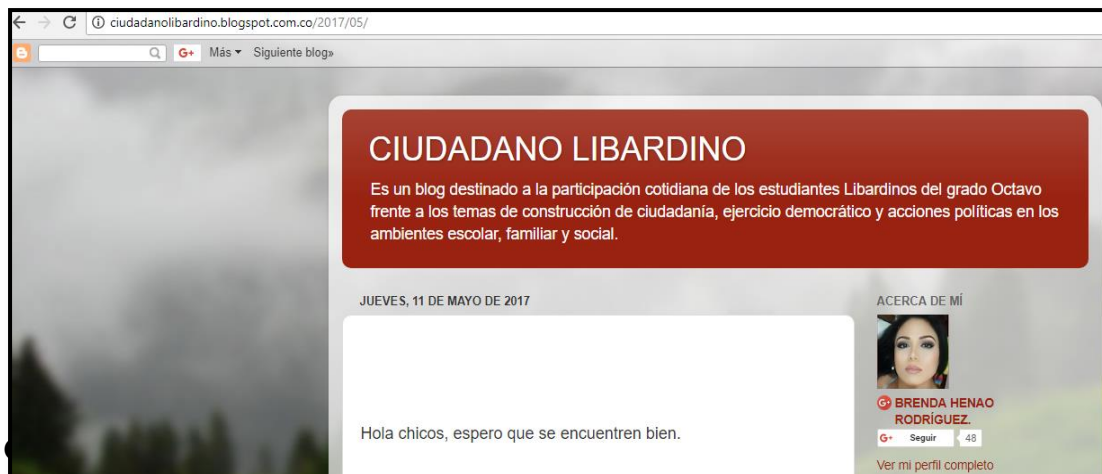 ciudadanolibardino.blogspot.com.co/2017/05/
G+ Más Siguiente blog»
CIUDADANO LIBARDINO
Es un blog destinado a la participación cotidiana de los estudiantes Libardinos del grado Octavo
frente a los temas de construcción de ciudadanía, ejercicio democrático y acciones políticas en los
ambientes escolar, familiar y social.
JUEVES, 11 DE MAYO DE 2017
Hola chicos, espero que se encuentren bien.
ACERCA DE MÍ
BRENDA HENAO
RODRÍGUEZ.
G+ Seguir 48
Ver mi perfil completo